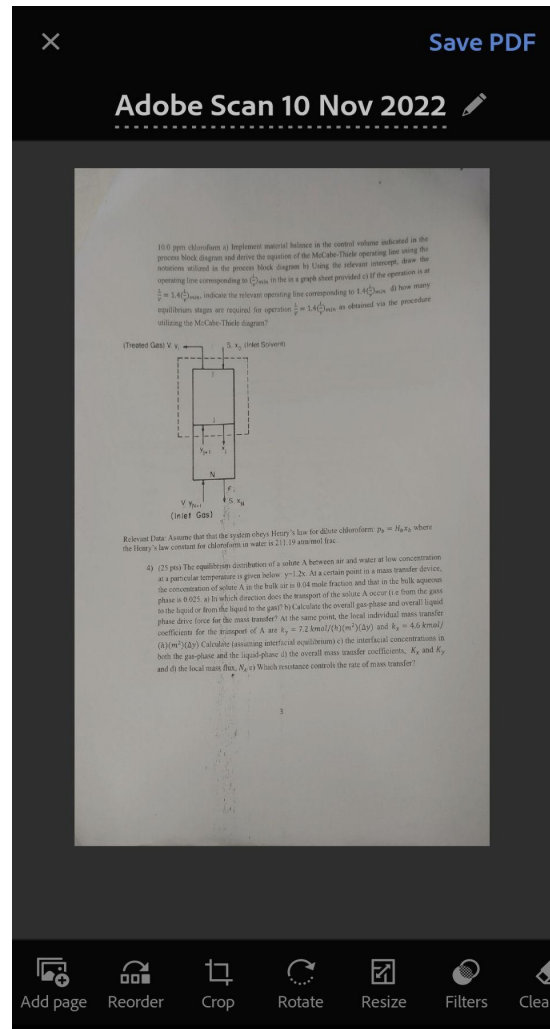 Save PDF
Adobe Scan 10 Nov 2022
10.0 ppm chloroform a) Implement material balance in the control volume indicated in the
process block diagram and derive the equation of the McCabe-Thiele operating line using the
notations utilized in the process block diagram b) Using the relevant intercept, draw the
operating line corresponding to (L/V)min in the is a graph sheet provided c) If the operation is at
L/V = 1.4(L/V)min, indicate the relevant operating line corresponding to 1.4(L/V)min d) how many
equilibrium stages are required for operation L/V = 1.4(L/V)min as obtained via the procedure
utilizing the McCabe-Thiele diagram?
(Treated Gas) V y1 S, x0 (Inlet Solvent)
1
j
yj+1 xj
N
V yN+1 S, xN
(Inlet Gas)
Relevant Data: Assume that that the system obeys Henry's law for dilute chloroform. pa = Haxa where
the Henry's law constant for chloroform in water is 211.19 atm/mol frac.
4) (25 pts) The equilibrium distribution of a solute A between air and water at low concentration
at a particular temperature is given below: y=1.2x. At a certain point in a mass transfer device,
the concentration of solute A in the bulk air is 0.04 mole fraction and that in the bulk aqueous
phase is 0.025. a) In which direction does the transport of the solute A occur (i.e from the gass
to the liquid or from the liquid to the gas)? b) Calculate the overall gas-phase and overall liquid
phase drive force for the mass transfer? At the same point, the local individual mass transfer
coefficients for the transport of A are ky = 7.2 kmol/(h)(m²)(Δy) and kx = 4.6 kmol/
(h)(m²)(Δy) Calculate (assuming interfacial equilibrium) c) the interfacial concentrations in
both the gas-phase and the liquid-phase d) the overall mass transfer coefficients, Kx and Ky
and d) the local mass flux, NA e) Which resistance controls the rate of mass transfer?
3
Add page Reorder Crop Rotate Resize Filters Clea